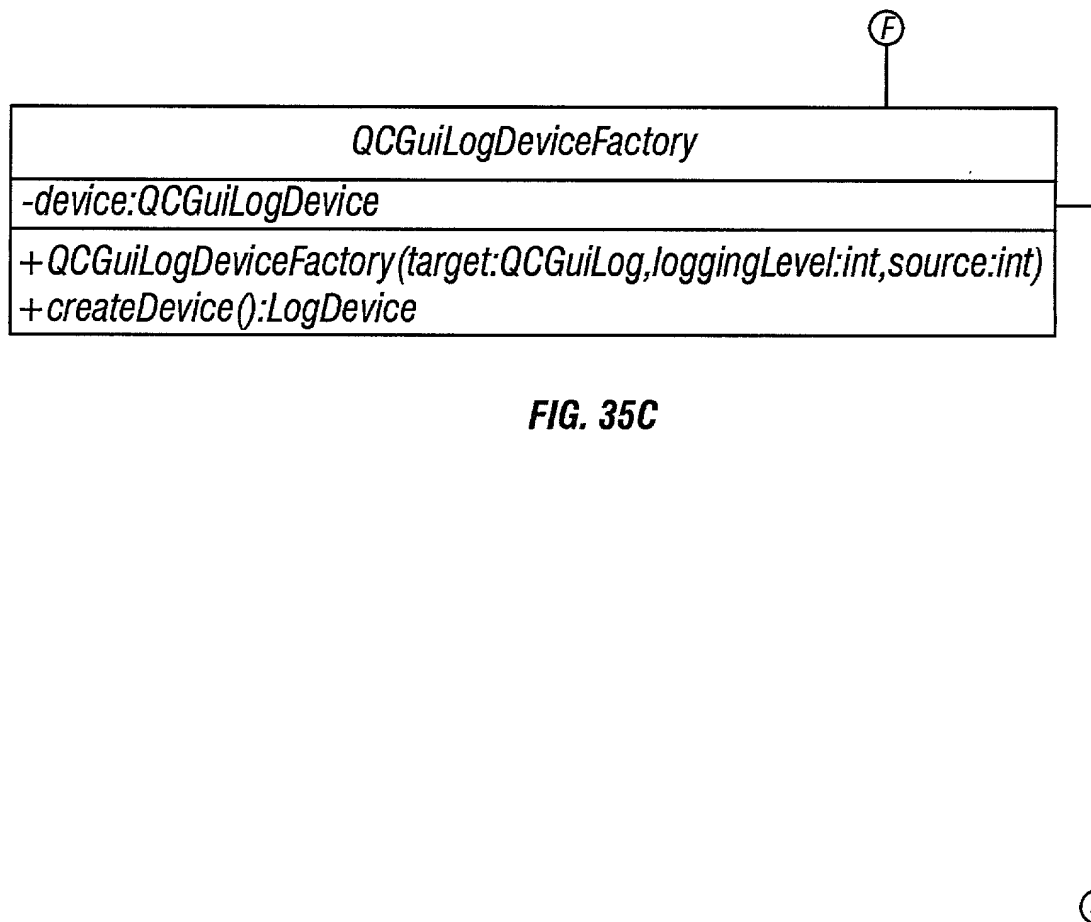 F
QCGuiLogDeviceFactory
-device:QCGuiLogDevice
+QCGuiLogDeviceFactory(target:QCGuiLog,loggingLevel:int,source:int)
+createDevice():LogDevice
FIG. 35C